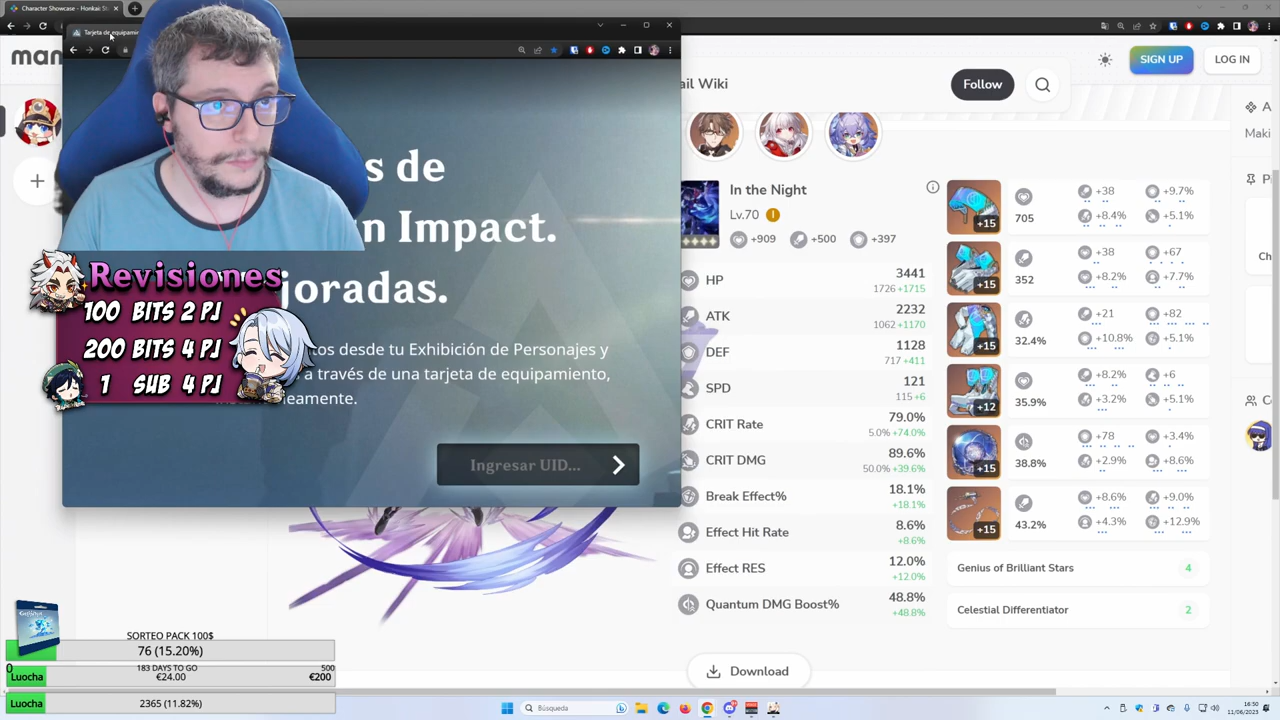 Character Showcase - Honkai: St
Tarjeta de equipamie
man
ail Wiki
Follow
SIGN UP
LOG IN
s de
n Impact.
joradas.
tos desde tu Exhibición de Personajes y
a través de una tarjeta de equipamiento,
neamente.
Ingresar UID...
Revisiones
100 BITS 2 PJ
200 BITS 4 PJ
1 SUB 4 PJ
In the Night
Lv.70 I
+909 +500 +397
HP 3441
1726 +1715
ATK 2232
1062 +1170
DEF 1128
717 +411
SPD 121
115 +6
CRIT Rate 79.0%
5.0% +74.0%
CRIT DMG 89.6%
50.0% +39.6%
Break Effect% 18.1%
+18.1%
Effect Hit Rate 8.6%
+8.6%
Effect RES 12.0%
+12.0%
Quantum DMG Boost% 48.8%
+48.8%
Download
+15 705 +38 +9.7%
+8.4% +5.1%
+15 352 +38 +67
+8.2% +7.7%
+15 32.4% +21 +82
+10.8% +5.1%
+12 35.9% +8.2% +6
+3.2% +5.1%
+15 38.8% +78 +3.4%
+2.9% +8.6%
+15 43.2% +8.6% +9.0%
+4.3% +12.9%
Genius of Brilliant Stars 4
Celestial Differentiator 2
A
Maki
P
Ch
C
SORTEO PACK 100$
76 (15.20%)
0 183 DAYS TO GO 500
Luocha €24.00 €200
Luocha 2365 (11.82%)
Búsqueda
16:50
11/06/2023